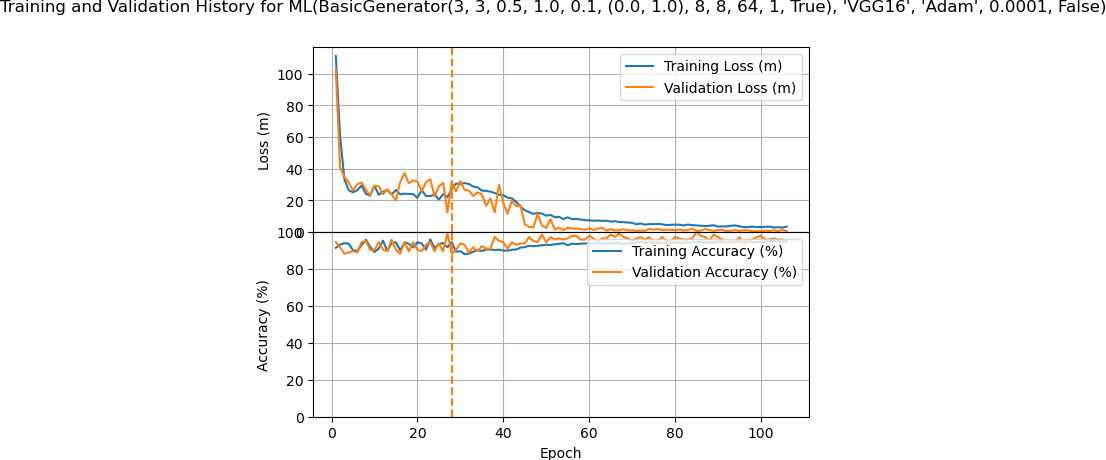 Training and Validation History for ML(BasicGenerator(3, 3, 0.5, 1.0, 0.1, (0.0, 1.0), 8, 8, 64, 1, True), 'VGG16', 'Adam', 0.0001, False)
Training Loss (m)
Validation Loss (m)
Loss (m)
100
80
60
40
20
0
Training Accuracy (%)
Validation Accuracy (%)
Accuracy (%)
100
80
60
40
20
0
0 20 40 60 80 100
Epoch